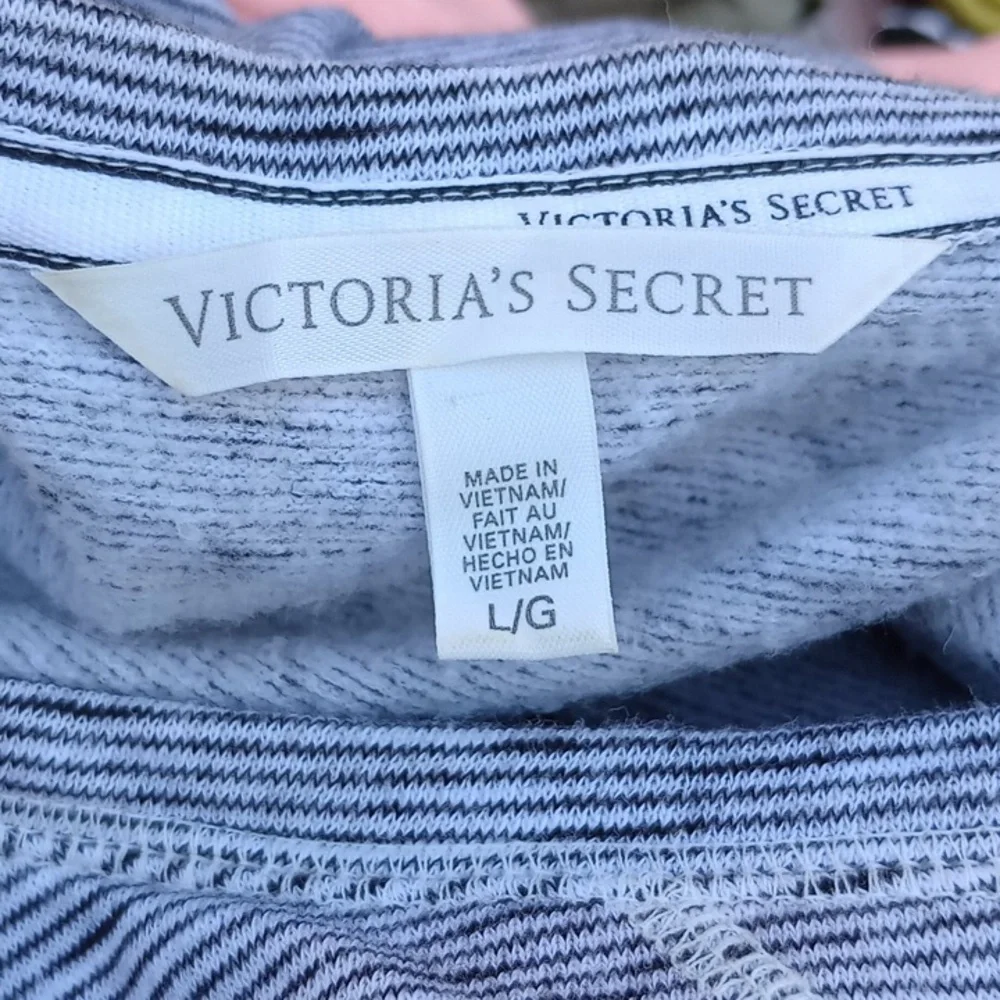 VICTORIA'S SECRET
VICTORIA'S SECRET
MADE IN
VIETNAM/
FAIT AU
VIETNAM/
HECHO EN
VIETNAM
L/G